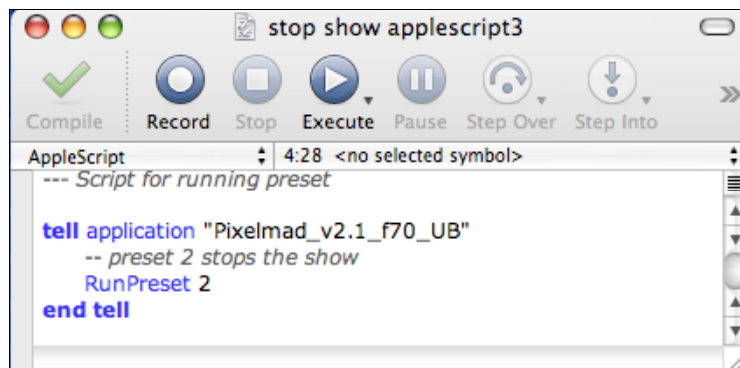 stop show applescript3
Compile Record Stop Execute Pause Step Over Step Into
AppleScript 4:28 <no selected symbol>
--- Script for running preset
tell application "Pixelmad_v2.1_f70_UB"
-- preset 2 stops the show
RunPreset 2
end tell